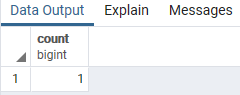 Data Output Explain Messages
count
bigint
1 1